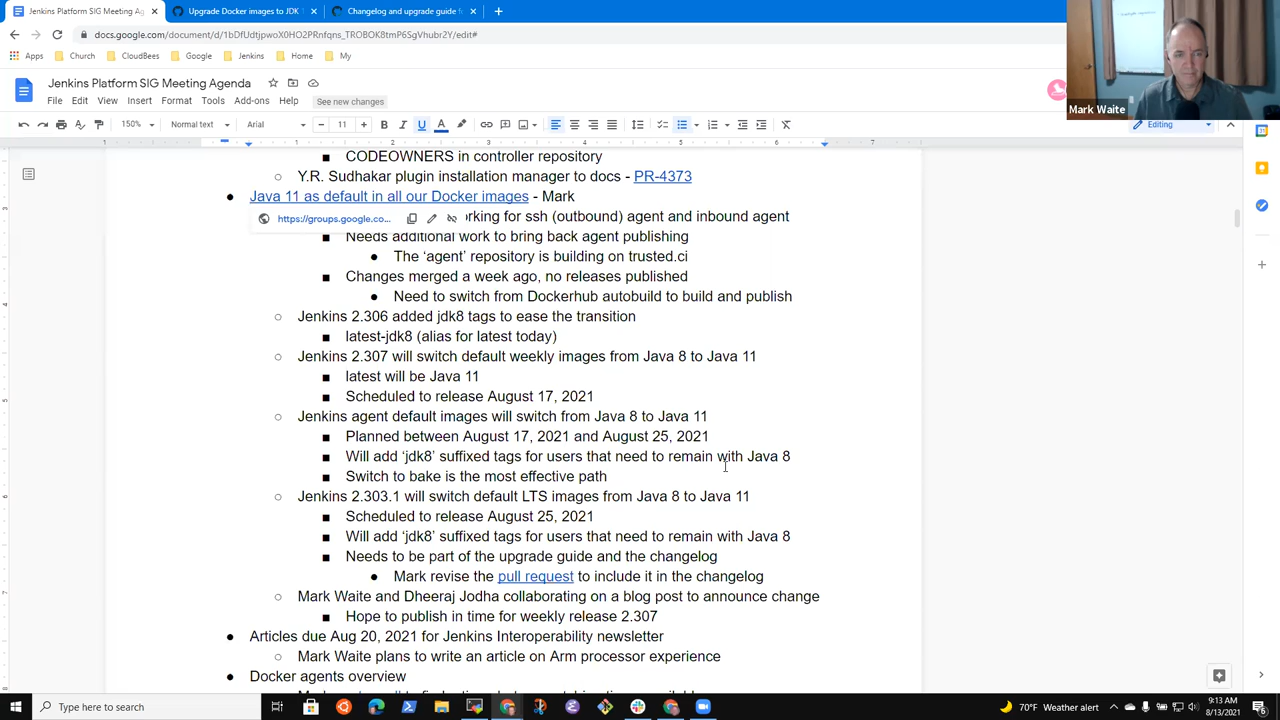 Jenkins Platform SIG Meeting Ag
Upgrade Docker images to JDK
Changelog and upgrade guide f
docs.google.com/document/d/1bDfUdtjpwoX0HO2PRnfqns_TROBOK8tmP6SgVhubr2Y/edit#
Apps Church CloudBees Google Jenkins Home My
Jenkins Platform SIG Meeting Agenda
File Edit View Insert Format Tools Add-ons Help See new changes
150% Normal text Arial 11 Editing
Mark Waite
1 1 2 3 4 5 6 7
CODEOWNERS in controller repository
Y.R. Sudhakar plugin installation manager to docs - PR-4373
Java 11 as default in all our Docker images - Mark
https://groups.google.co...
rking for ssh (outbound) agent and inbound agent
Needs additional work to bring back agent publishing
The ‘agent’ repository is building on trusted.ci
Changes merged a week ago, no releases published
Need to switch from Dockerhub autobuild to build and publish
Jenkins 2.306 added jdk8 tags to ease the transition
latest-jdk8 (alias for latest today)
Jenkins 2.307 will switch default weekly images from Java 8 to Java 11
latest will be Java 11
Scheduled to release August 17, 2021
Jenkins agent default images will switch from Java 8 to Java 11
Planned between August 17, 2021 and August 25, 2021
Will add ‘jdk8’ suffixed tags for users that need to remain with Java 8
Switch to bake is the most effective path
Jenkins 2.303.1 will switch default LTS images from Java 8 to Java 11
Scheduled to release August 25, 2021
Will add ‘jdk8’ suffixed tags for users that need to remain with Java 8
Needs to be part of the upgrade guide and the changelog
Mark revise the pull request to include it in the changelog
Mark Waite and Dheeraj Jodha collaborating on a blog post to announce change
Hope to publish in time for weekly release 2.307
Articles due Aug 20, 2021 for Jenkins Interoperability newsletter
Mark Waite plans to write an article on Arm processor experience
Docker agents overview
Type here to search
70°F Weather alert
9:13 AM
8/13/2021